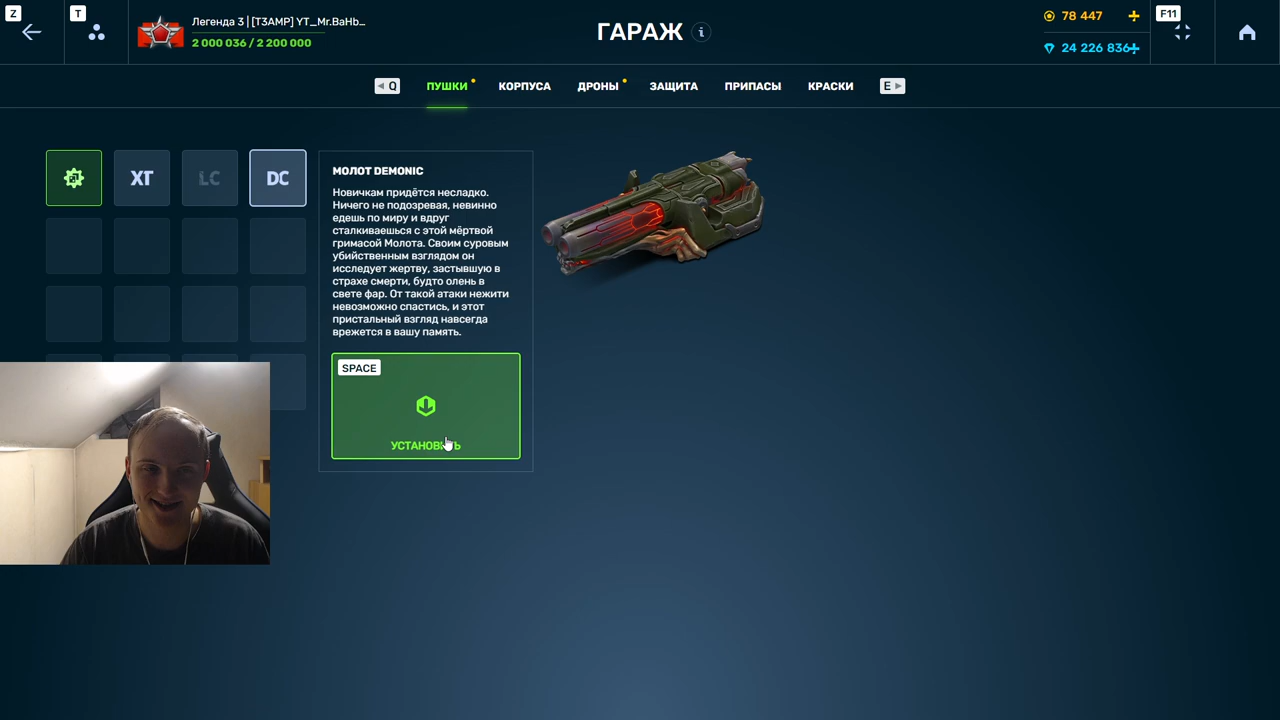 Z
T
Легенда 3 | [T3AMP] YT_Mr.BaHb...
2 000 036 / 2 200 000
ГАРАЖ
i
78 447
24 226 836
F11
Q
ПУШКИ
КОРПУСА
ДРОНЫ
ЗАЩИТА
ПРИПАСЫ
КРАСКИ
E
XT
LC
DC
МОЛОТ DEMONIC
Новичкам придётся несладко.
Ничего не подозревая, невинно
едешь по миру и вдруг
сталкиваешься с этой мёртвой
гримасой Молота. Своим суровым
убийственным взглядом он
исследует жертву, застывшую в
страхе смерти, будто олень в
свете фар. От такой атаки нежити
невозможно спастись, и этот
пристальный взгляд навсегда
врежется в вашу память.
SPACE
УСТАНОВИТЬ